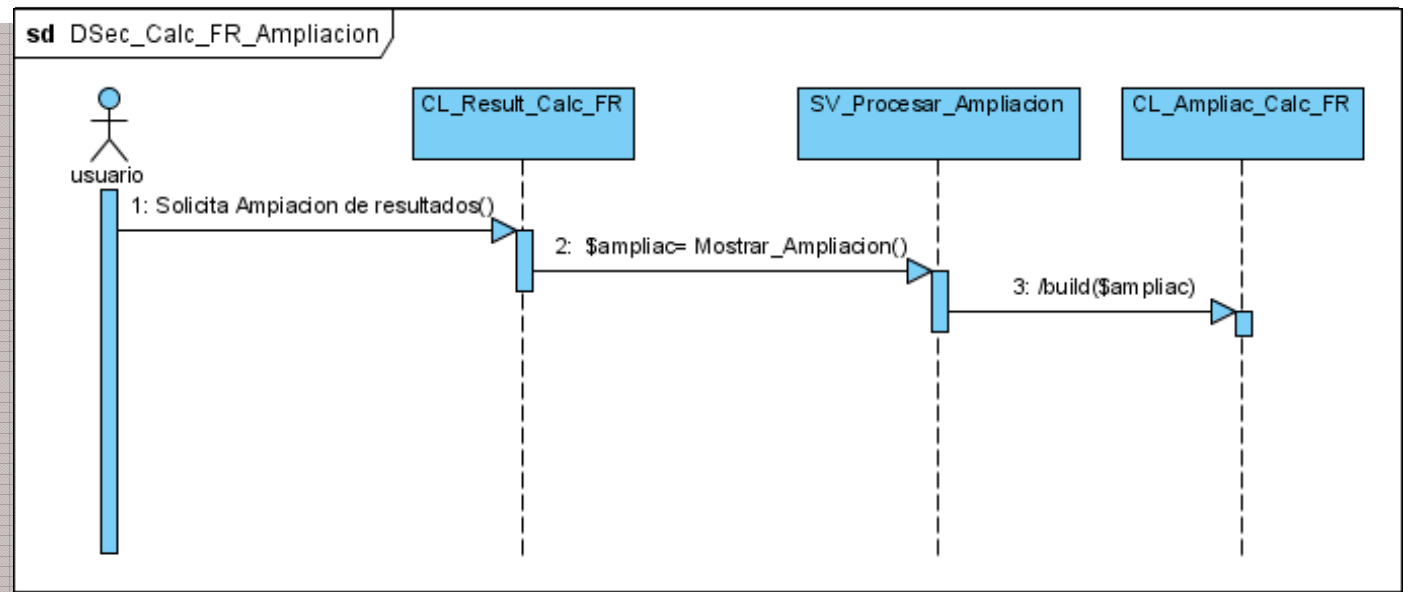 sd DSec_Calc_FR_Ampliacion
CL_Result_Calc_FR
SV_Procesar_Ampliacion
CL_Ampliac_Calc_FR
usuario
1: Solicita Ampiacion de resultados()
2: $ampliac= Mostrar_Ampliacion()
3: /build($ampliac)